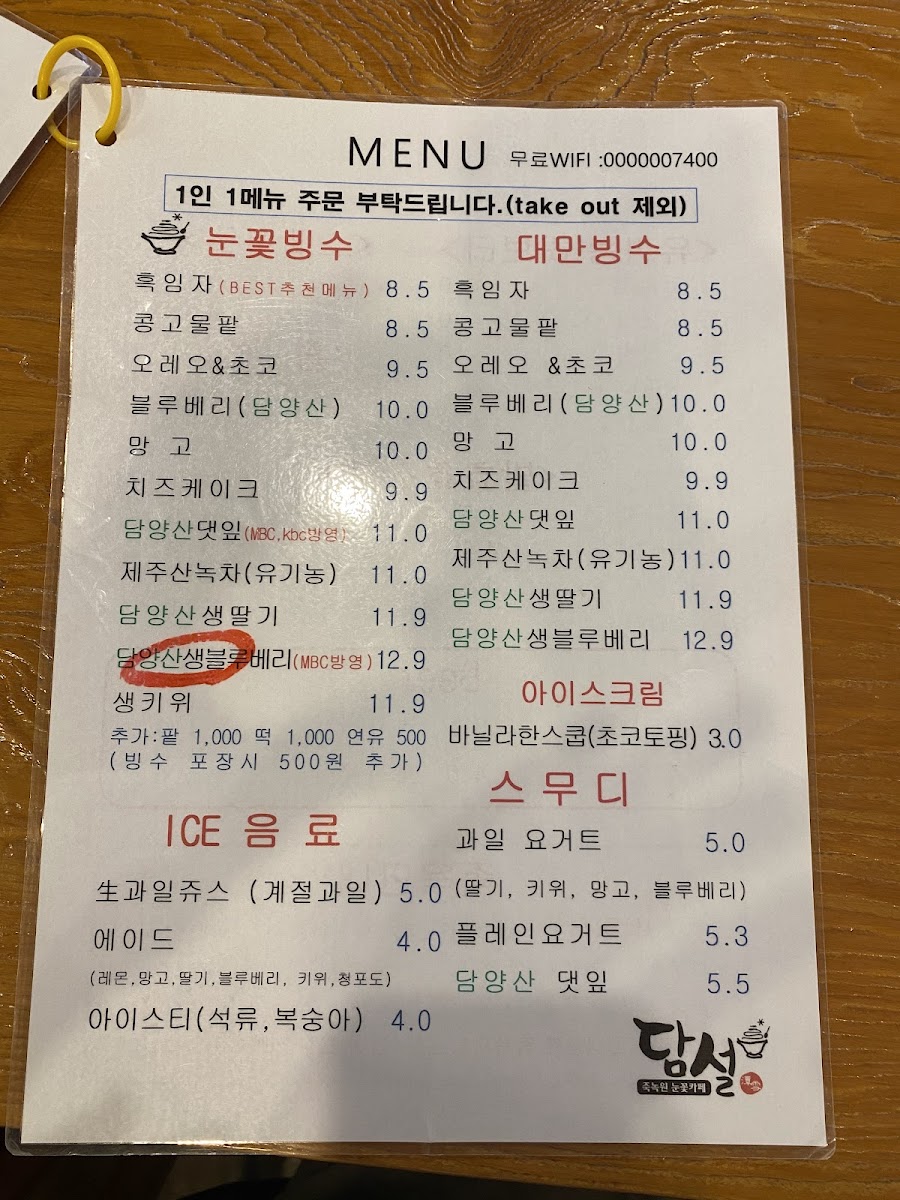 MENU 무료WIFI :0000007400
1인 1메뉴 주문 부탁드립니다.(take out 제외)
눈꽃빙수
흑임자(BEST추천메뉴) 8.5
콩고물팥 8.5
오레오&초코 9.5
블루베리(담양산) 10.0
망 고 10.0
치즈케이크 9.9
담양산댓잎(MBC,kbc방영) 11.0
제주산녹차(유기농) 11.0
담양산생딸기 11.9
담양산생블루베리(MBC방영) 12.9
생키위 11.9
추가:팥 1,000 떡 1,000 연유 500
(빙수 포장시 500원 추가)
ICE 음료
生과일쥬스 (계절과일) 5.0
에이드 4.0
(레몬,망고,딸기,블루베리, 키위,청포도)
아이스티(석류,복숭아) 4.0
대만빙수
흑임자 8.5
콩고물팥 8.5
오레오 &초코 9.5
블루베리(담양산) 10.0
망 고 10.0
치즈케이크 9.9
담양산댓잎 11.0
제주산녹차(유기농) 11.0
담양산생딸기 11.9
담양산생블루베리 12.9
아이스크림
바닐라한스쿱(초코토핑) 3.0
스무디
과일 요거트 5.0
(딸기, 키위, 망고, 블루베리)
플레인요거트 5.3
담양산 댓잎 5.5
담설
죽녹원 눈꽃카페